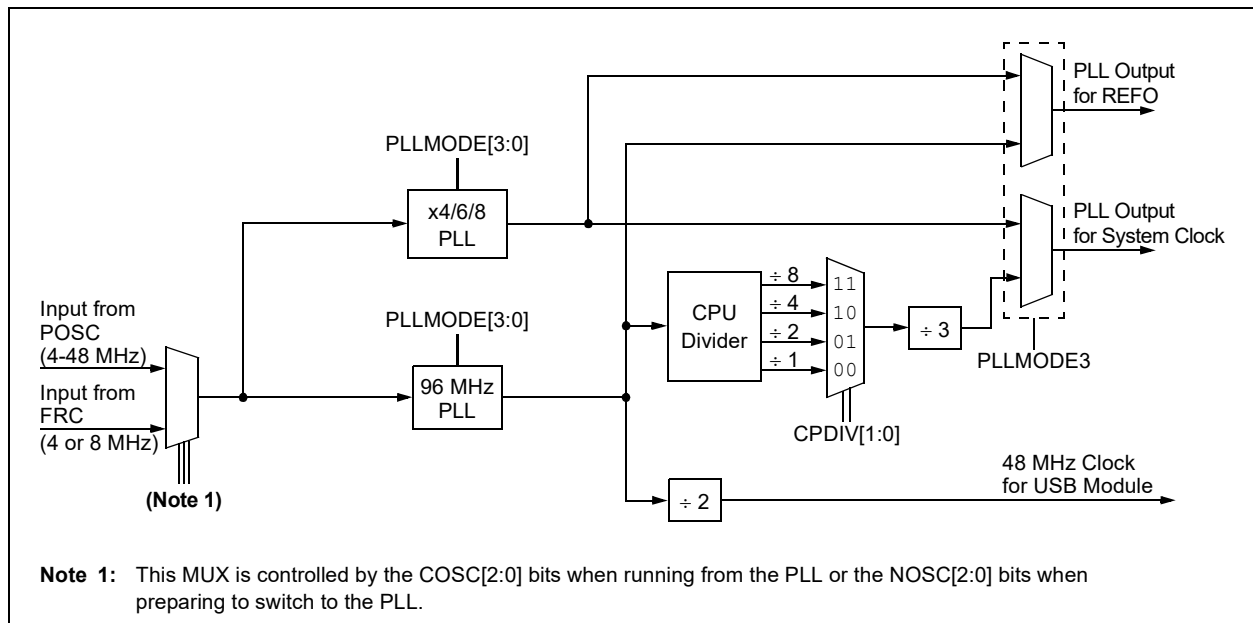 PLL Output
for REFO
PLLMODE[3:0]
x4/6/8
PLL
PLL Output
for System Clock
Input from
POSC
(4-48 MHz)
Input from
FRC
(4 or 8 MHz)
(Note 1)
PLLMODE[3:0]
96 MHz
PLL
CPU
Divider
÷ 8
÷ 4
÷ 2
÷ 1
11
10
01
00
CPDIV[1:0]
÷ 3
PLLMODE3
÷ 2
48 MHz Clock
for USB Module
Note 1: This MUX is controlled by the COSC[2:0] bits when running from the PLL or the NOSC[2:0] bits when
preparing to switch to the PLL.